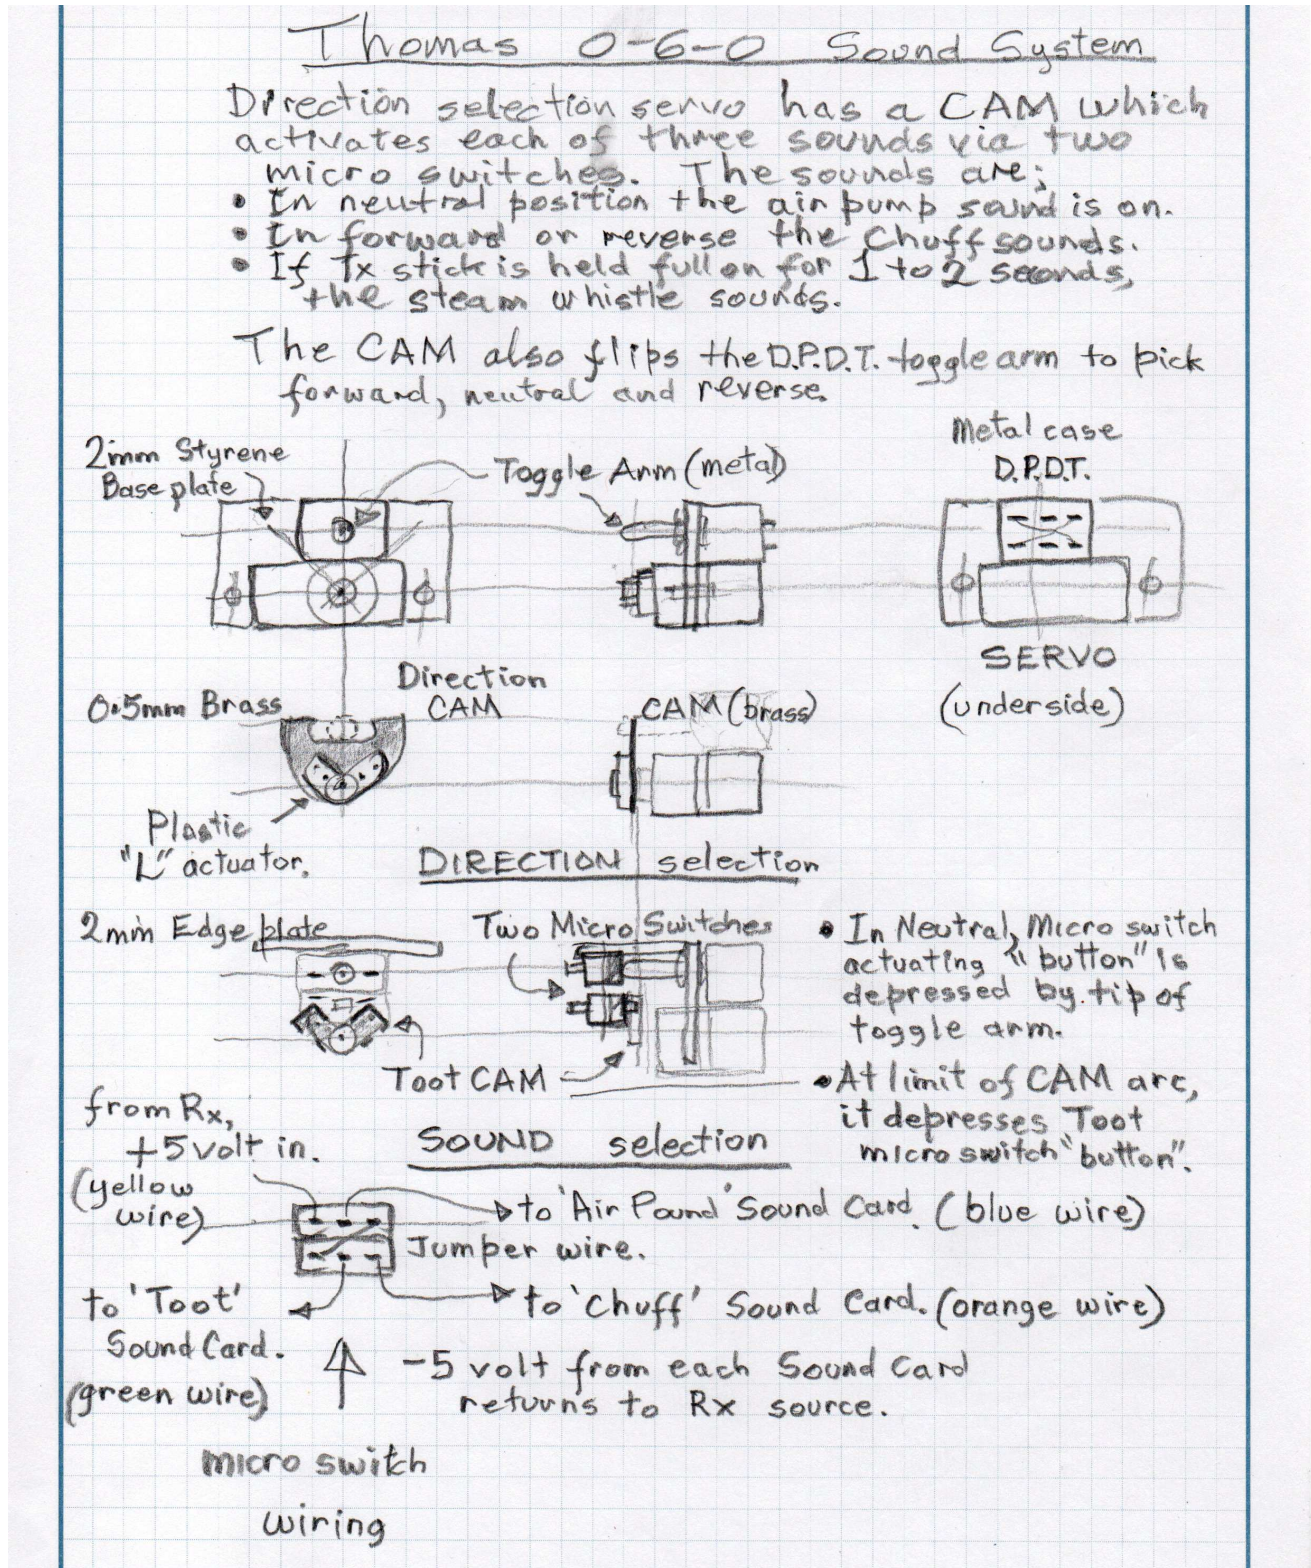 Thomas 0-6-0 Sound System
Direction selection servo has a CAM which
activates each of three sounds via two
micro switches. The sounds are;
• In neutral position the air pump sound is on.
• In forward or reverse the Chuff sounds.
• If Tx stick is held full on for 1 to 2 seconds,
the steam whistle sounds.
The CAM also flips the D.P.D.T. toggle arm to pick
forward, neutral and reverse.
2mm Styrene
Base plate
Toggle Arm (metal)
Metal case
D.P.D.T.
SERVO
(underside)
0.5mm Brass
Direction
CAM
CAM (brass)
Plastic
"L" actuator.
DIRECTION selection
2mm Edge plate
Two Micro Switches
Toot CAM
• In Neutral, Micro switch
actuating "button" is
depressed by tip of
toggle arm.
• At limit of CAM arc,
it depresses Toot
micro switch "button".
SOUND selection
from Rx,
+5 volt in.
(yellow
wire)
to 'Air Pound' Sound Card. (blue wire)
Jumper wire.
to 'Toot'
Sound Card.
(green wire)
to 'Chuff' Sound Card. (orange wire)
-5 volt from each Sound Card
returns to Rx source.
micro switch
wiring